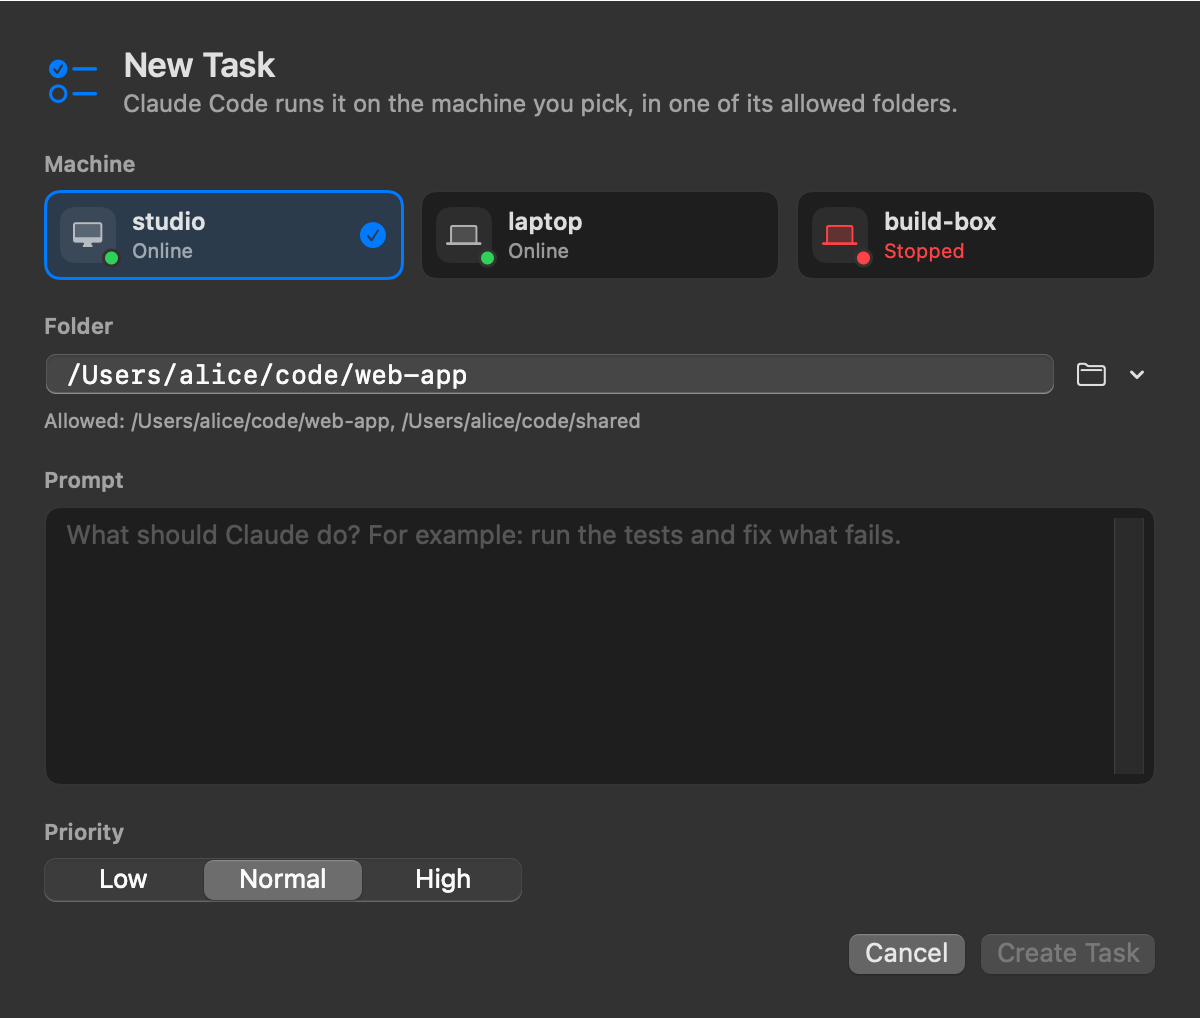 New Task
Claude Code runs it on the machine you pick, in one of its allowed folders.
Machine
studio
Online
laptop
Online
build-box
Stopped
Folder
/Users/alice/code/web-app
Allowed: /Users/alice/code/web-app, /Users/alice/code/shared
Prompt
What should Claude do? For example: run the tests and fix what fails.
Priority
Low Normal High
Cancel Create Task